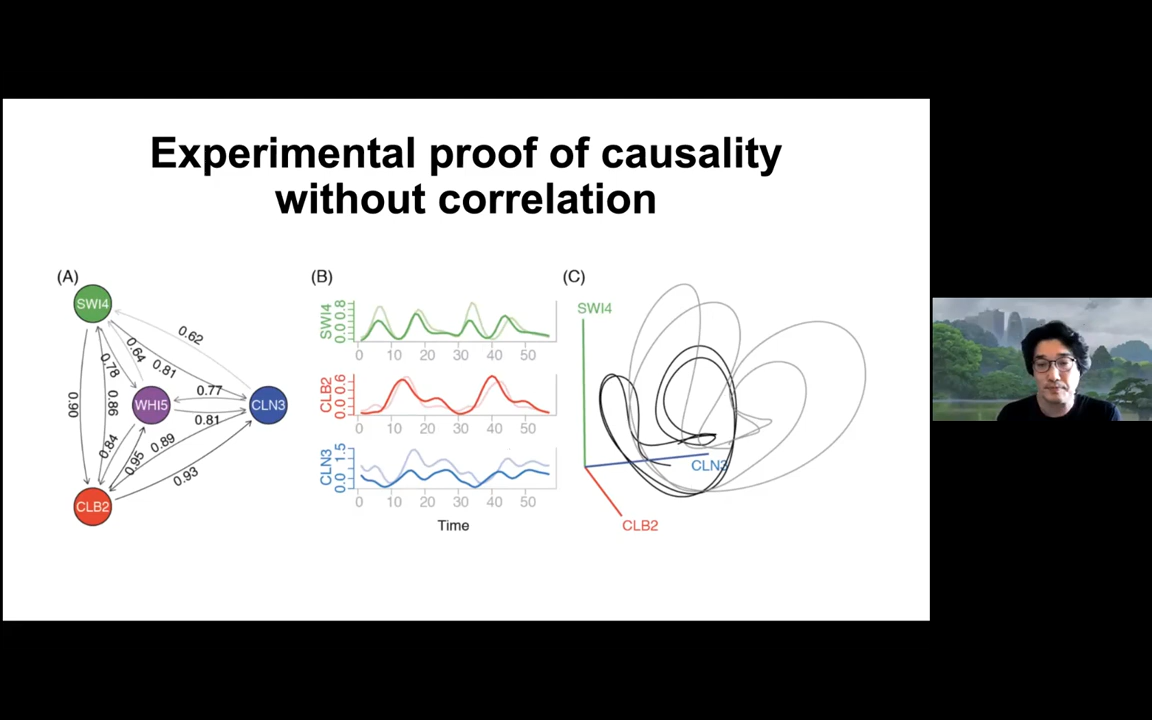 Experimental proof of causality
without correlation
(A)
SWI4
WHI5
CLN3
CLB2
0.62
0.64
0.81
0.78
0.77
0.81
0.90
0.86
0.84
0.95
0.89
0.93
(B)
SWI4
0.0 0.8
0 10 20 30 40 50
CLB2
0.0 0.6
0 10 20 30 40 50
CLN3
0.0 1.5
0 10 20 30 40 50
Time
(C)
SWI4
CLN3
CLB2